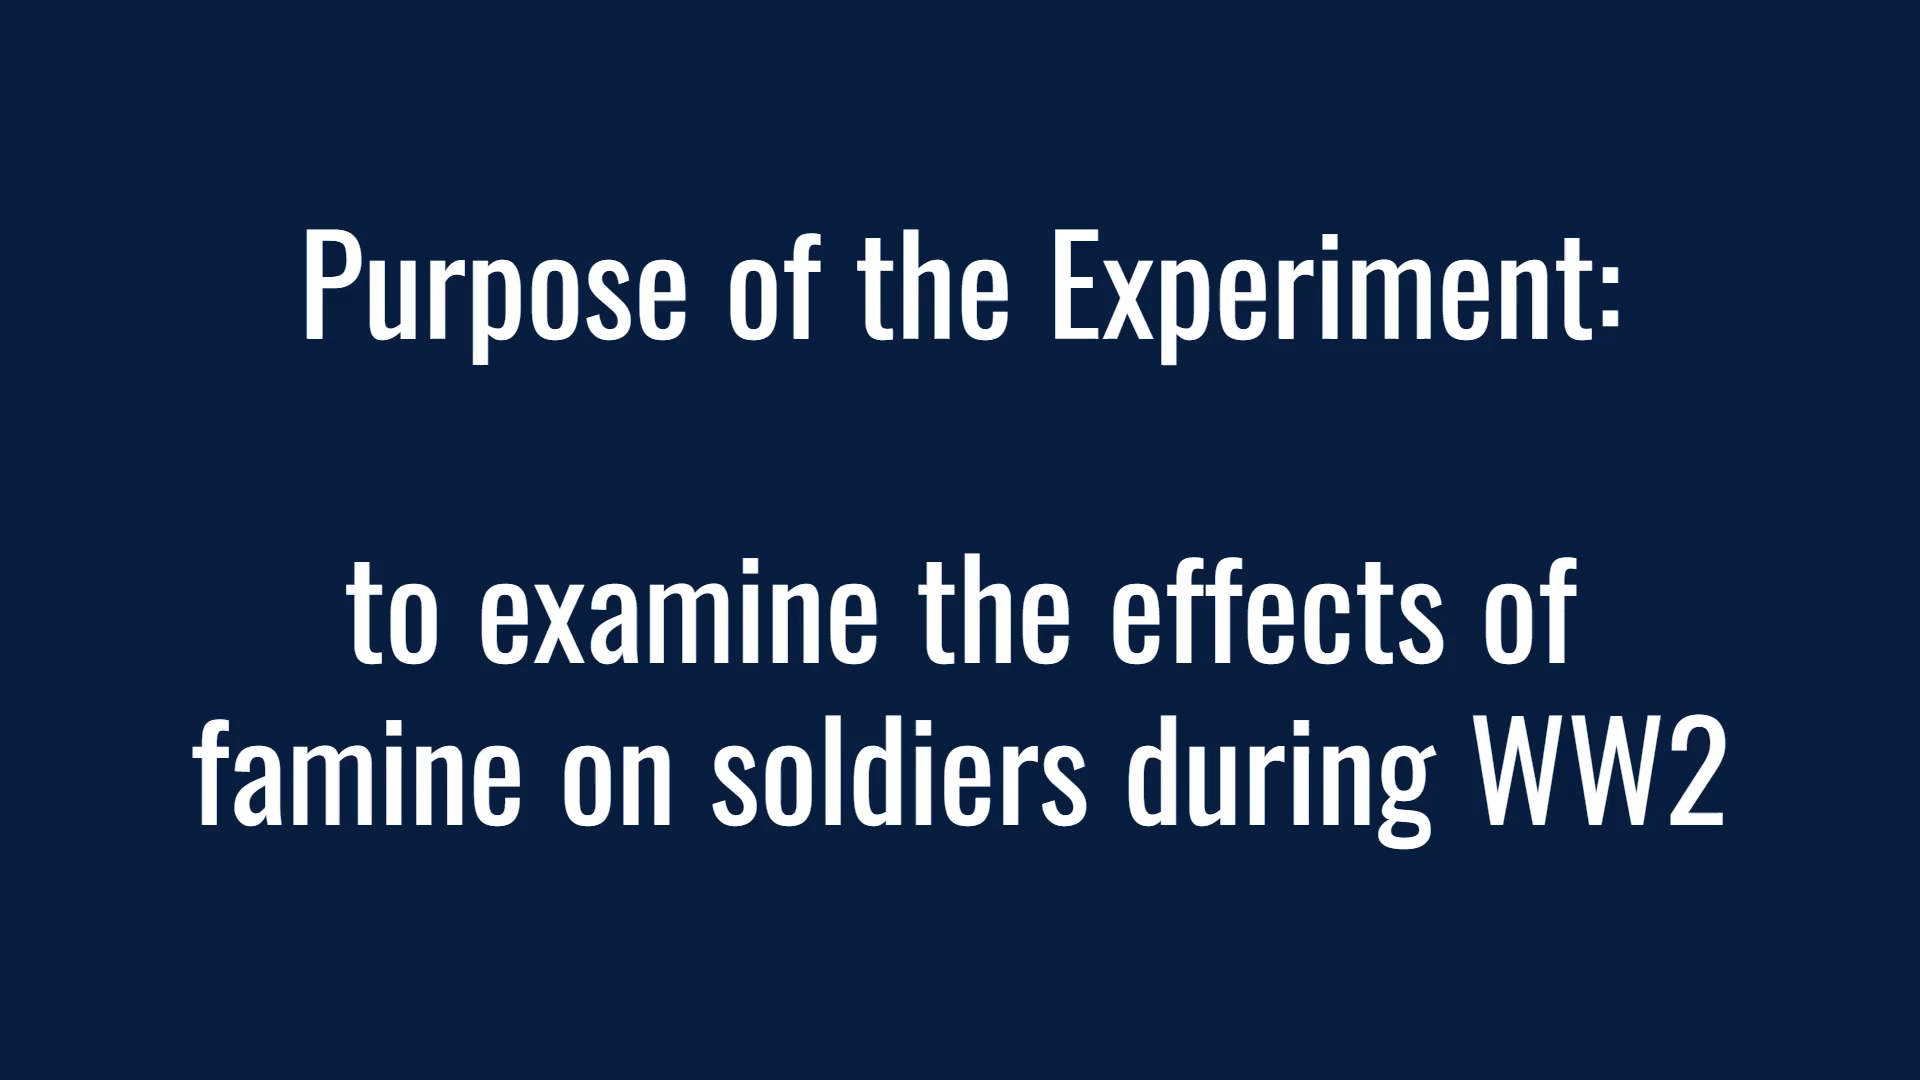 Purpose of the Experiment:
to examine the effects of
famine on soldiers during WW2